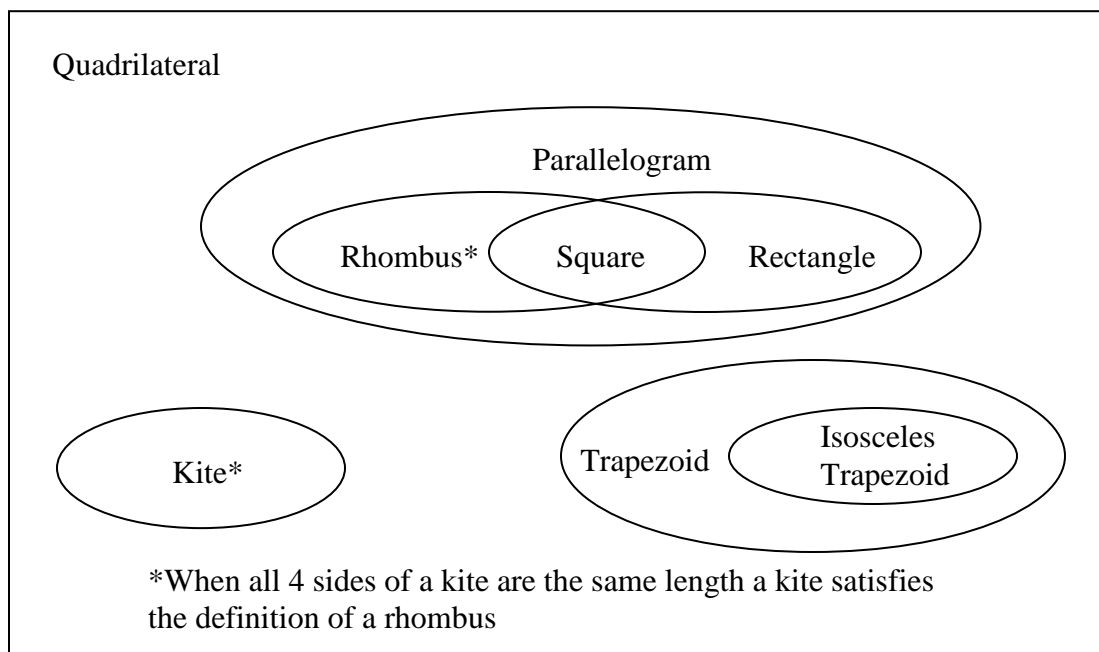 Quadrilateral
Parallelogram
Rhombus*
Square
Rectangle
Kite*
Trapezoid
Isosceles
Trapezoid
*When all 4 sides of a kite are the same length a kite satisfies
the definition of a rhombus